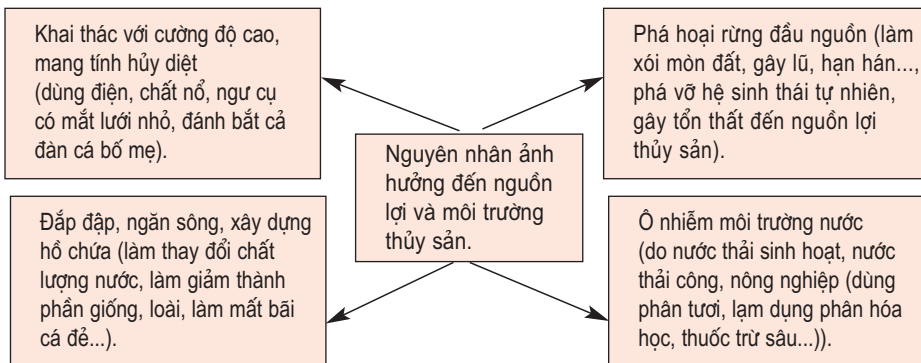 Khai thác với cường độ cao,
mang tính hủy diệt
(dùng điện, chất nổ, ngư cụ
có mắt lưới nhỏ, đánh bắt cả
đàn cá bố mẹ).
Phá hoại rừng đầu nguồn (làm
xói mòn đất, gây lũ, hạn hán...,
phá vỡ hệ sinh thái tự nhiên,
gây tổn thất đến nguồn lợi
thủy sản).
Nguyên nhân ảnh
hưởng đến nguồn
lợi và môi trường
thủy sản.
Đắp đập, ngăn sông, xây dựng
hồ chứa (làm thay đổi chất
lượng nước, làm giảm thành
phần giống, loài, làm mất bãi
cá đẻ...).
Ô nhiễm môi trường nước
(do nước thải sinh hoạt, nước
thải công, nông nghiệp (dùng
phân tươi, lạm dụng phân hóa
học, thuốc trừ sâu...)).